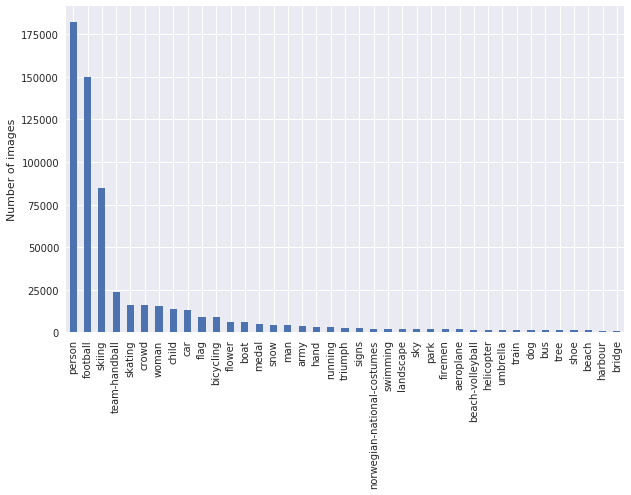 Number of images
175000
150000
125000
100000
75000
50000
25000
0
person
football
skiing
team-handball
skating
crowd
woman
child
car
flag
bicycling
flower
boat
medal
snow
man
army
hand
running
triumph
signs
norwegian-national-costumes
swimming
landscape
sky
park
firemen
aeroplane
beach-volleyball
helicopter
umbrella
train
dog
bus
tree
shoe
beach
harbour
bridge